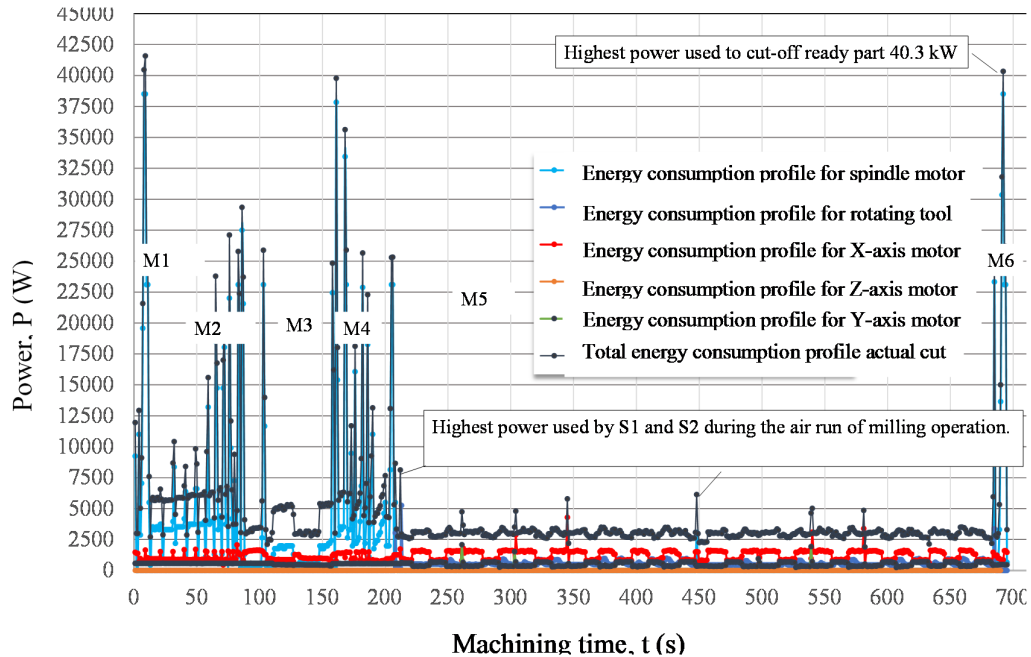 50000
45000
42500
40000
37500
35000
32500
30000
27500
25000
22500
20000
17500
15000
12500
10000
7500
5000
2500
0
Power, P (W)
Highest power used to cut-off ready part 40.3 kW
Energy consumption profile for spindle motor
Energy consumption profile for rotating tool
Energy consumption profile for X-axis motor
Energy consumption profile for Z-axis motor
Energy consumption profile for Y-axis motor
Total energy consumption profile actual cut
M1
M2
M3
M4
M5
M6
Highest power used by S1 and S2 during the air run of milling operation.
0 50 100 150 200 250 300 350 400 450 500 550 600 650 700
Machining time, t (s)